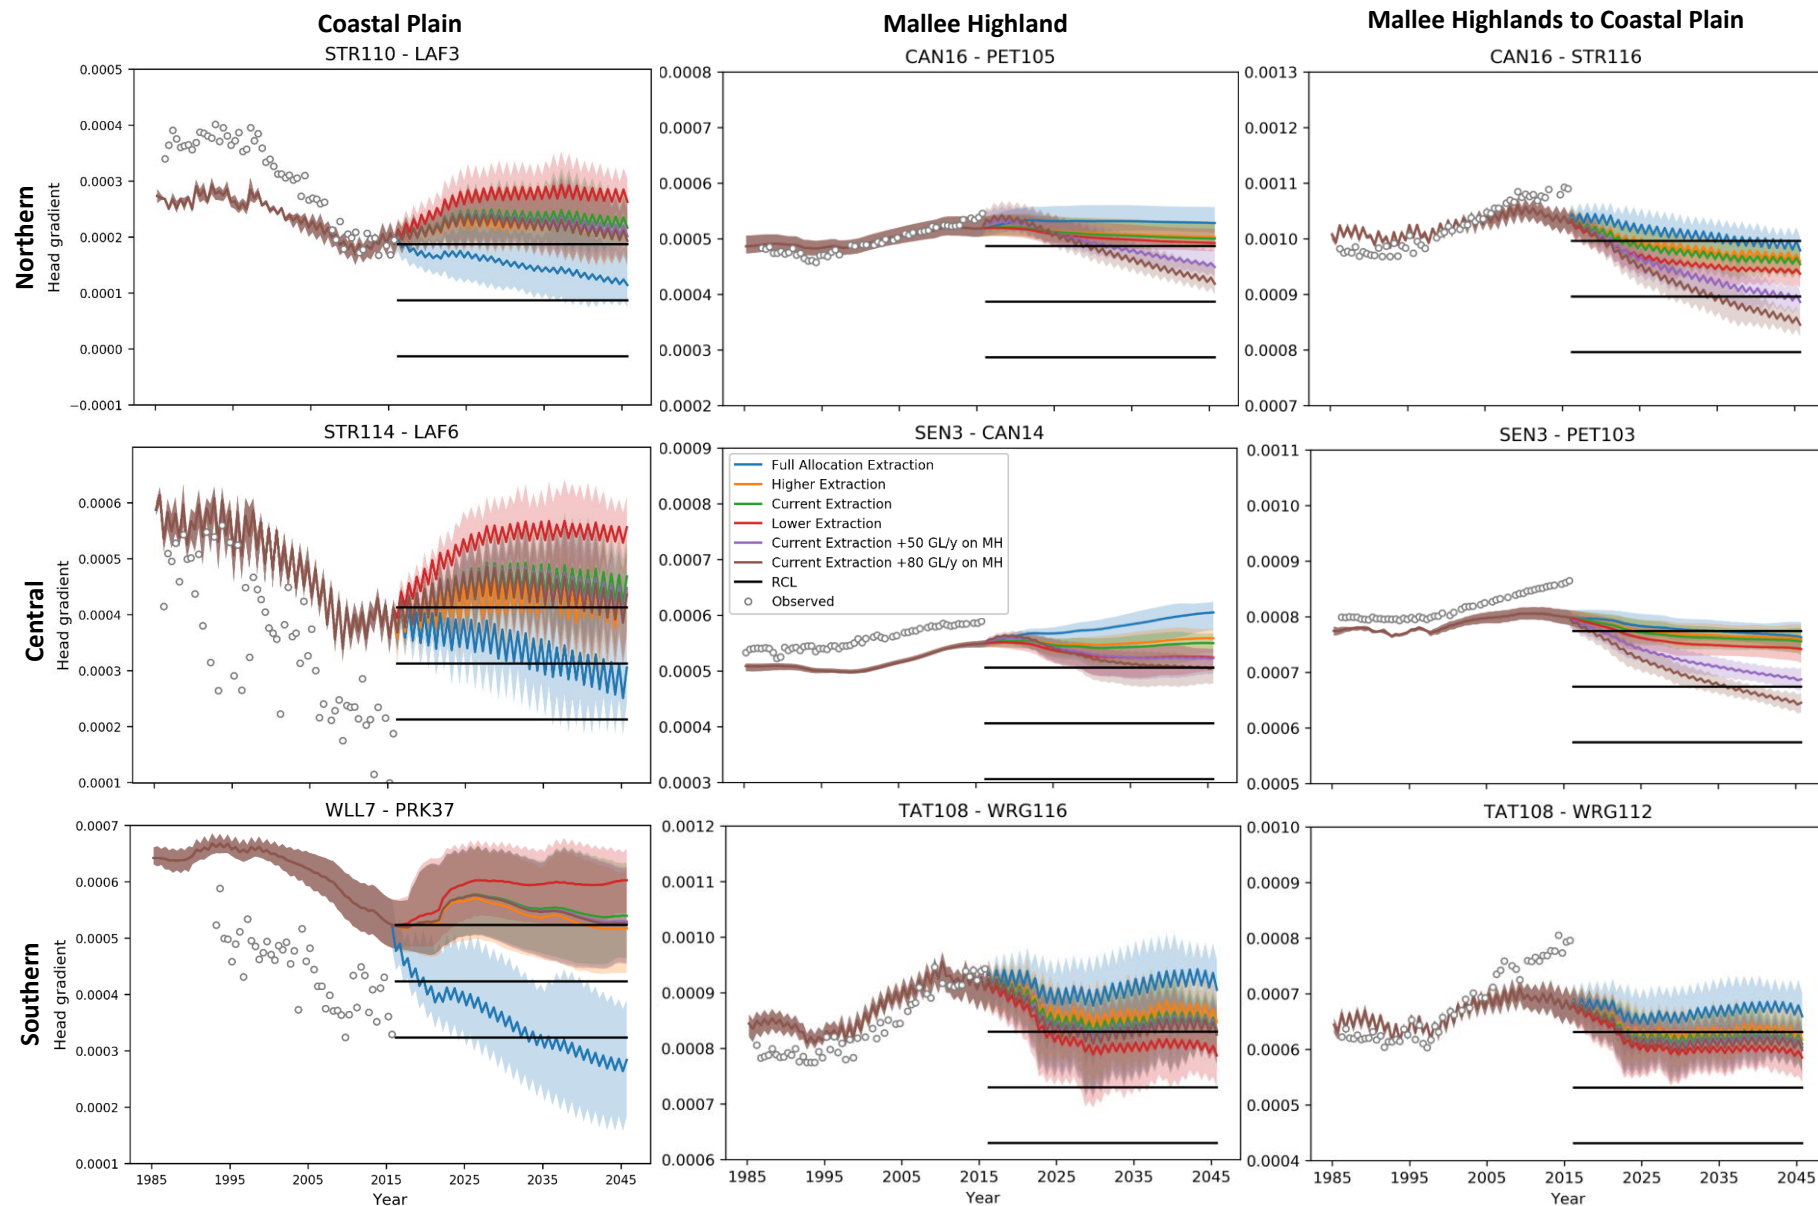 Coastal Plain
Mallee Highland
Mallee Highlands to Coastal Plain
STR110 - LAF3
CAN16 - PET105
CAN16 - STR116
Northern
Head gradient
0.0005
0.0004
0.0003
0.0002
0.0001
0.0000
−0.0001
0.0008
0.0007
0.0006
0.0005
0.0004
0.0003
0.0002
0.0013
0.0012
0.0011
0.0010
0.0009
0.0008
0.0007
STR114 - LAF6
SEN3 - CAN14
SEN3 - PET103
Central
Head gradient
0.0006
0.0005
0.0004
0.0003
0.0002
0.0001
0.0009
0.0008
0.0007
0.0006
0.0005
0.0004
0.0003
Full Allocation Extraction
Higher Extraction
Current Extraction
Lower Extraction
Current Extraction +50 GL/y on MH
Current Extraction +80 GL/y on MH
RCL
Observed
0.0011
0.0010
0.0009
0.0008
0.0007
0.0006
0.0005
WLL7 - PRK37
TAT108 - WRG116
TAT108 - WRG112
Southern
Head gradient
0.0007
0.0006
0.0005
0.0004
0.0003
0.0002
0.0001
1985 1995 2005 2015 2025 2035 2045
Year
0.0012
0.0011
0.0010
0.0009
0.0008
0.0007
0.0006
1985 1995 2005 2015 2025 2035 2045
Year
0.0010
0.0009
0.0008
0.0007
0.0006
0.0005
0.0004
1985 1995 2005 2015 2025 2035 2045
Year